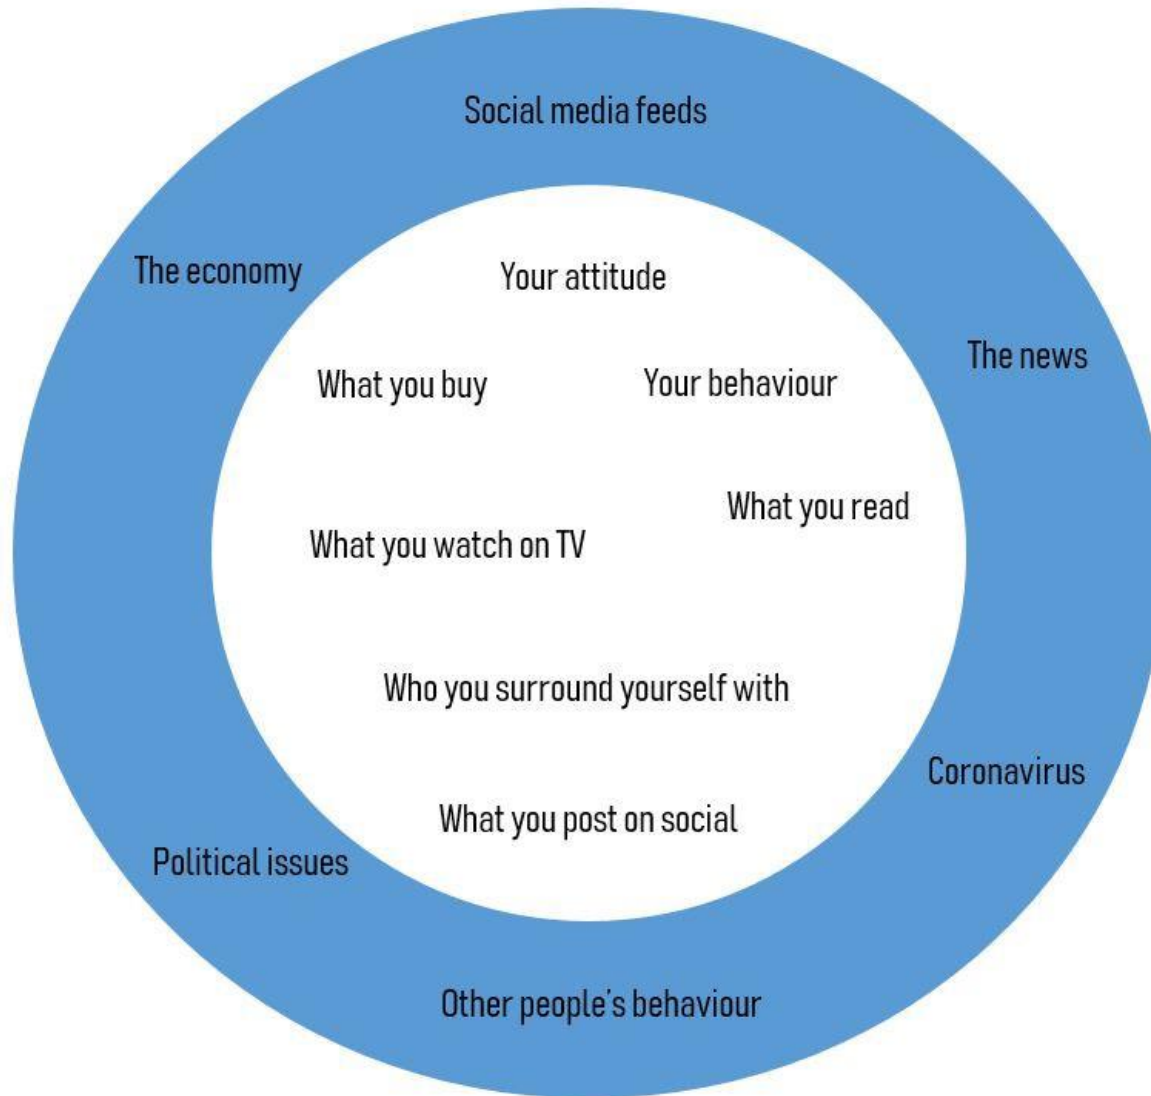 Social media feeds
The economy
Your attitude
The news
What you buy
Your behaviour
What you read
What you watch on TV
Who you surround yourself with
Coronavirus
What you post on social
Political issues
Other people's behaviour